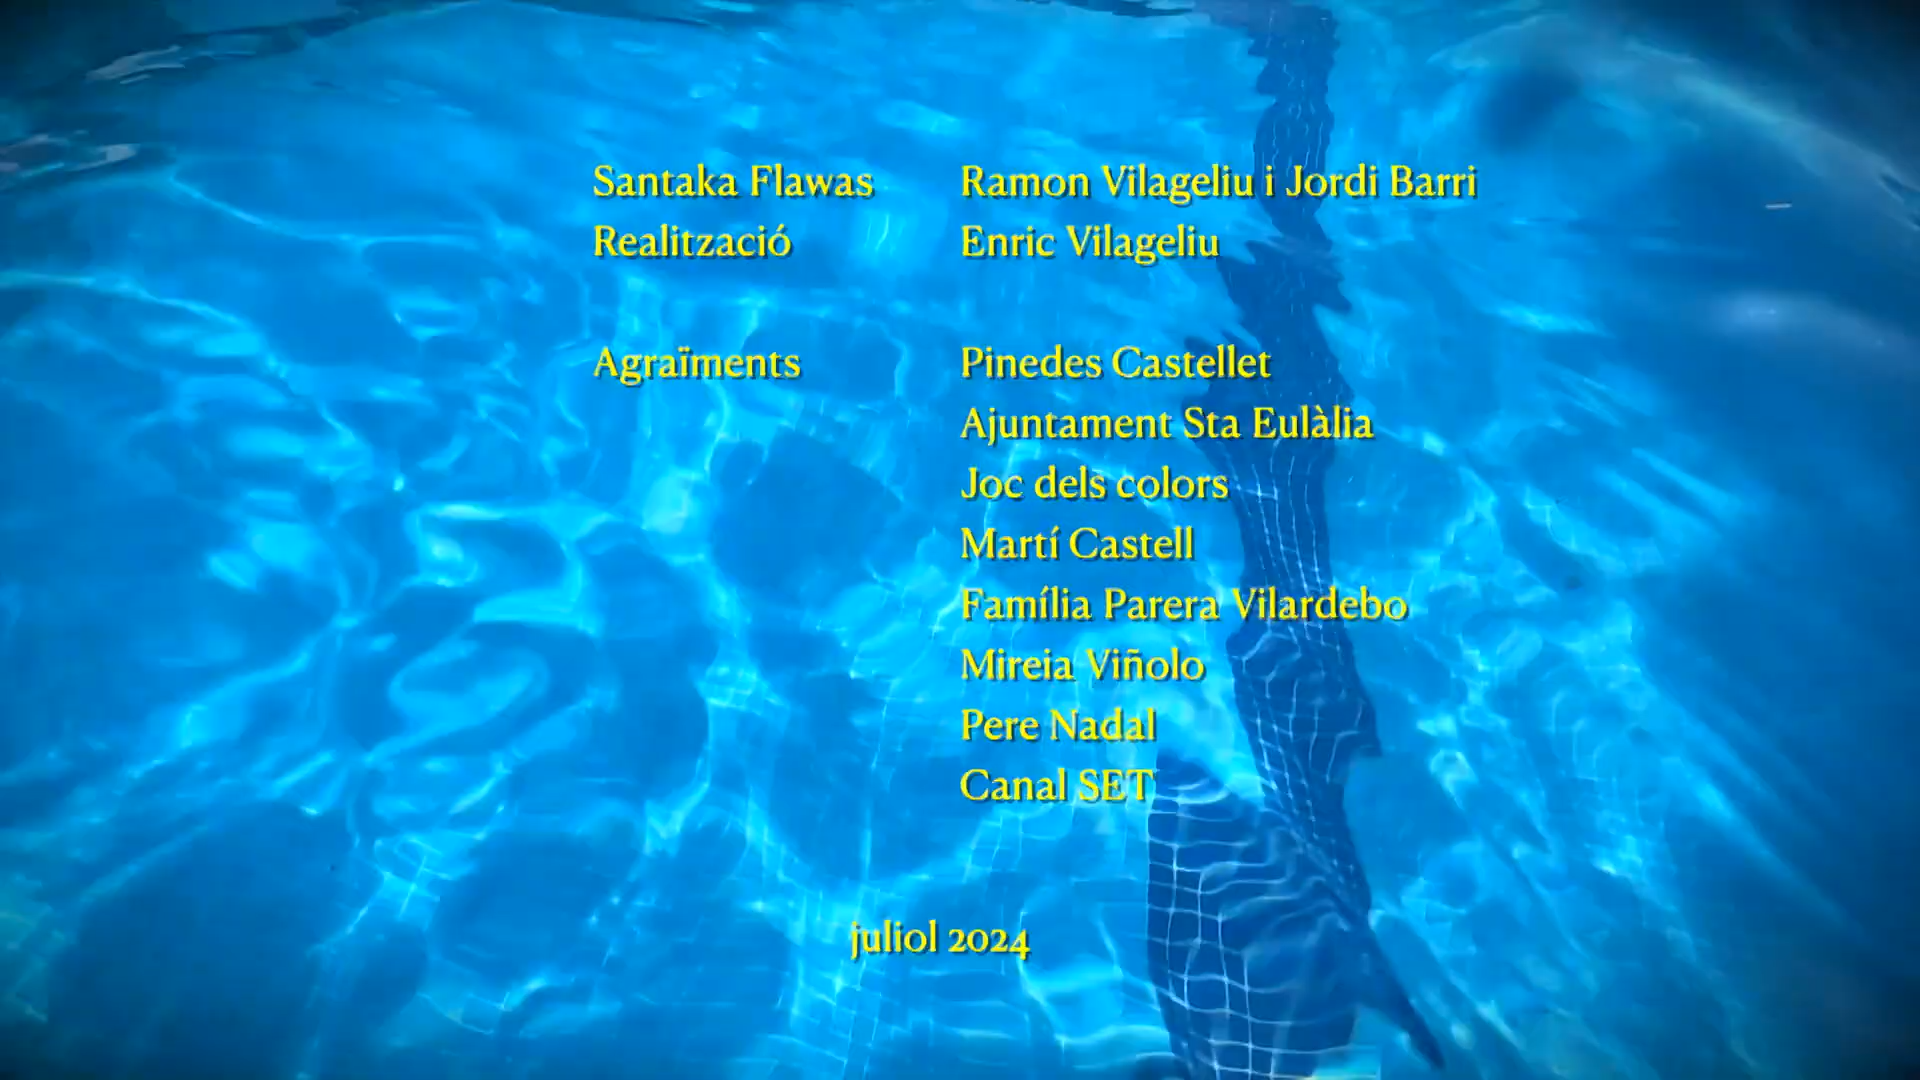 Santaka Flawas Ramon Vilageliu i Jordi Barri
Realització Enric Vilageliu
Agraïments Pinedes Castellet
Ajuntament Sta Eulàlia
Joc dels colors
Martí Castell
Família Parera Vilardebo
Mireia Viñolo
Pere Nadal
Canal SET
juliol 2024